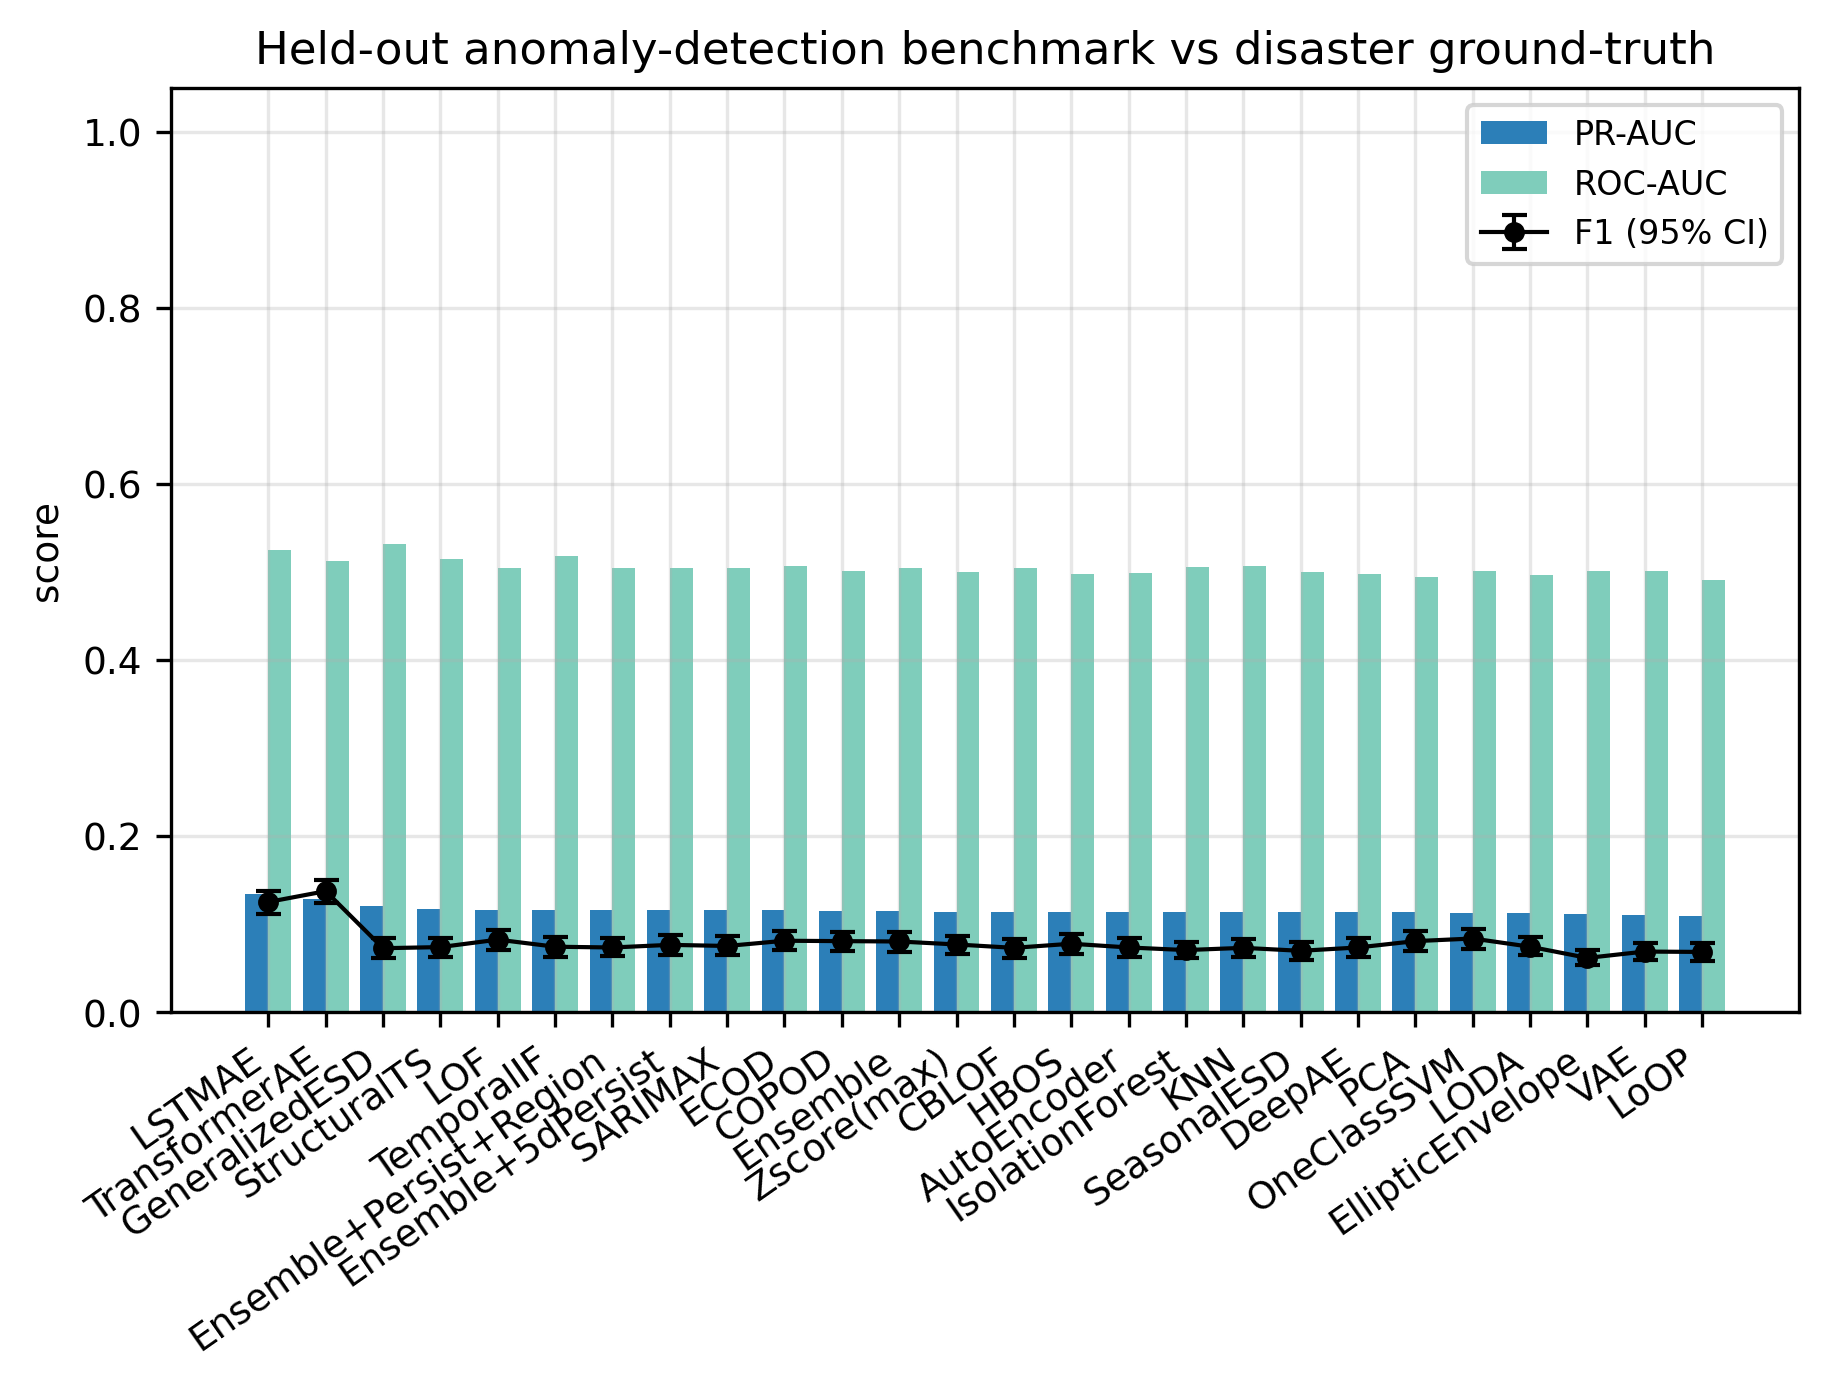 Held-out anomaly-detection benchmark vs disaster ground-truth
PR-AUC
ROC-AUC
F1 (95% CI)
score
1.0
0.8
0.6
0.4
0.2
0.0
LSTMAE
TransformerAE
GeneralizedESD
StructuralTS
LOF
TemporalIF
Ensemble+Persist+Region
Ensemble+5dPersist
SARIMAX
ECOD
COPOD
Ensemble
Zscore(max)
CBLOF
HBOS
AutoEncoder
IsolationForest
KNN
SeasonalESD
DeepAE
PCA
OneClassSVM
LODA
EllipticEnvelope
VAE
LoOP